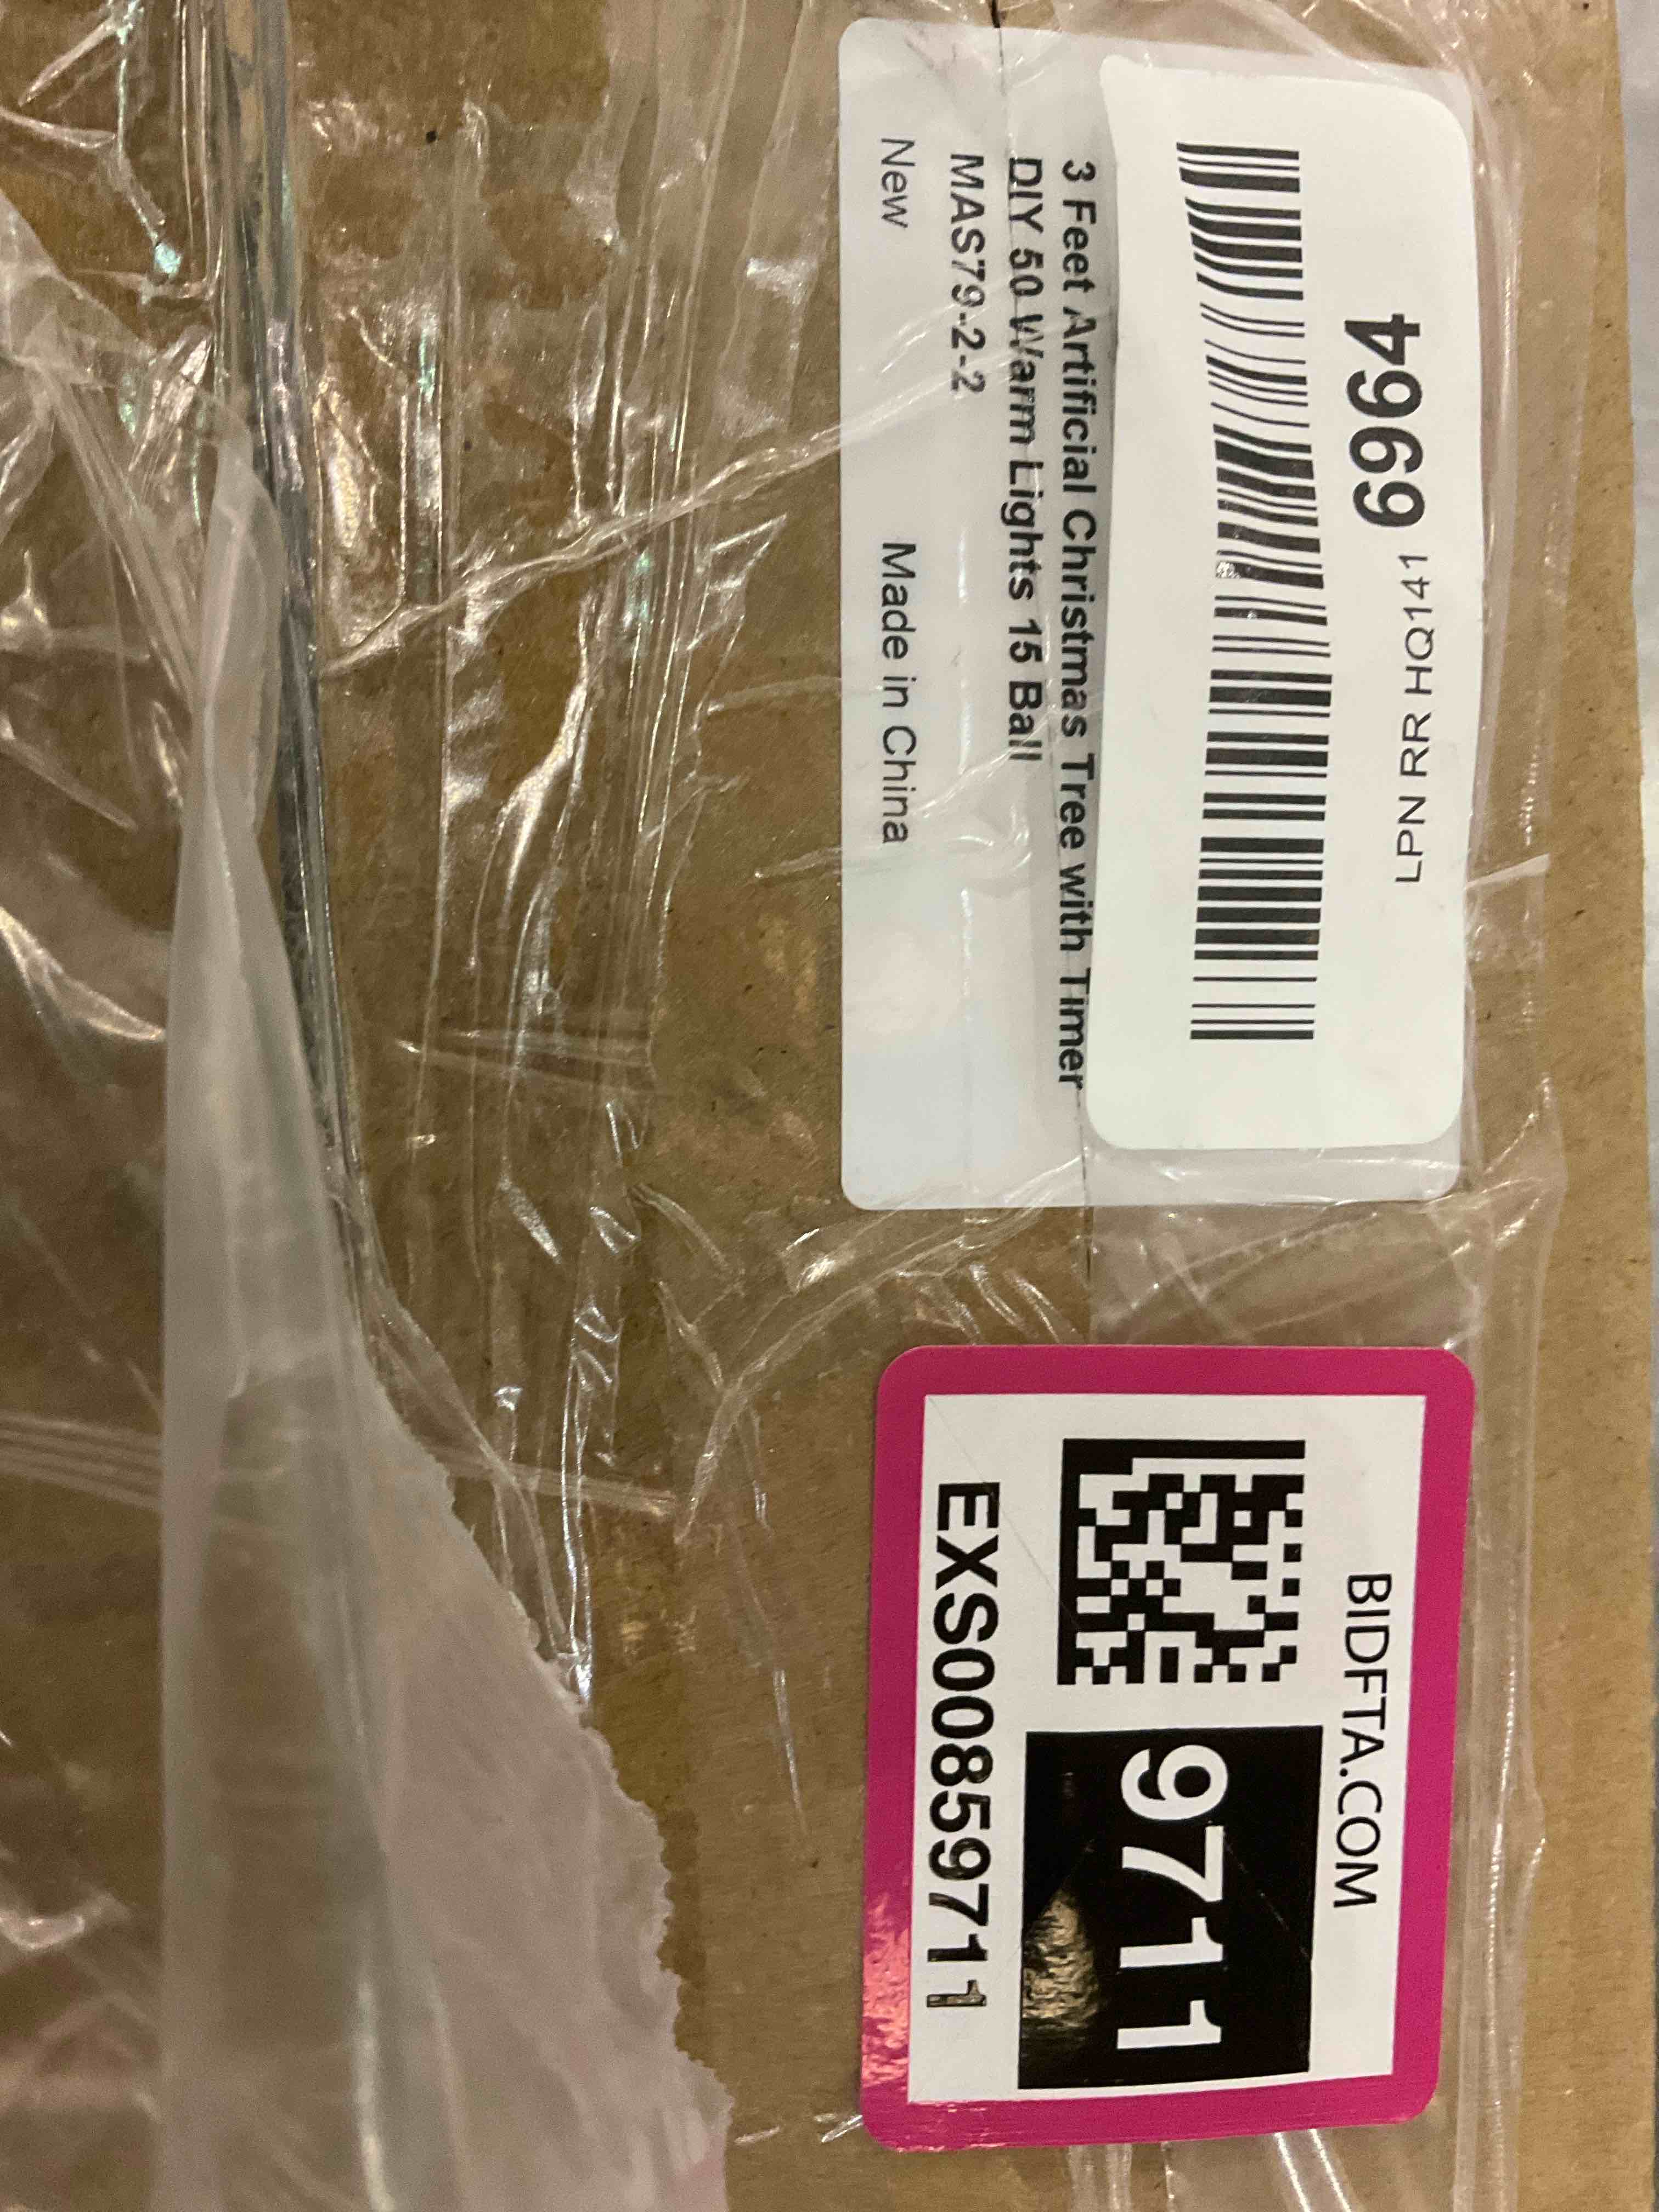 LPN RR HQ141
3 Feet Artificial Christmas Tree with Timer
DIY 50 Warm Lights 15 Ball
MAS79-2-2
New Made in China
BIDFTA.COM
9711
EXS00859711